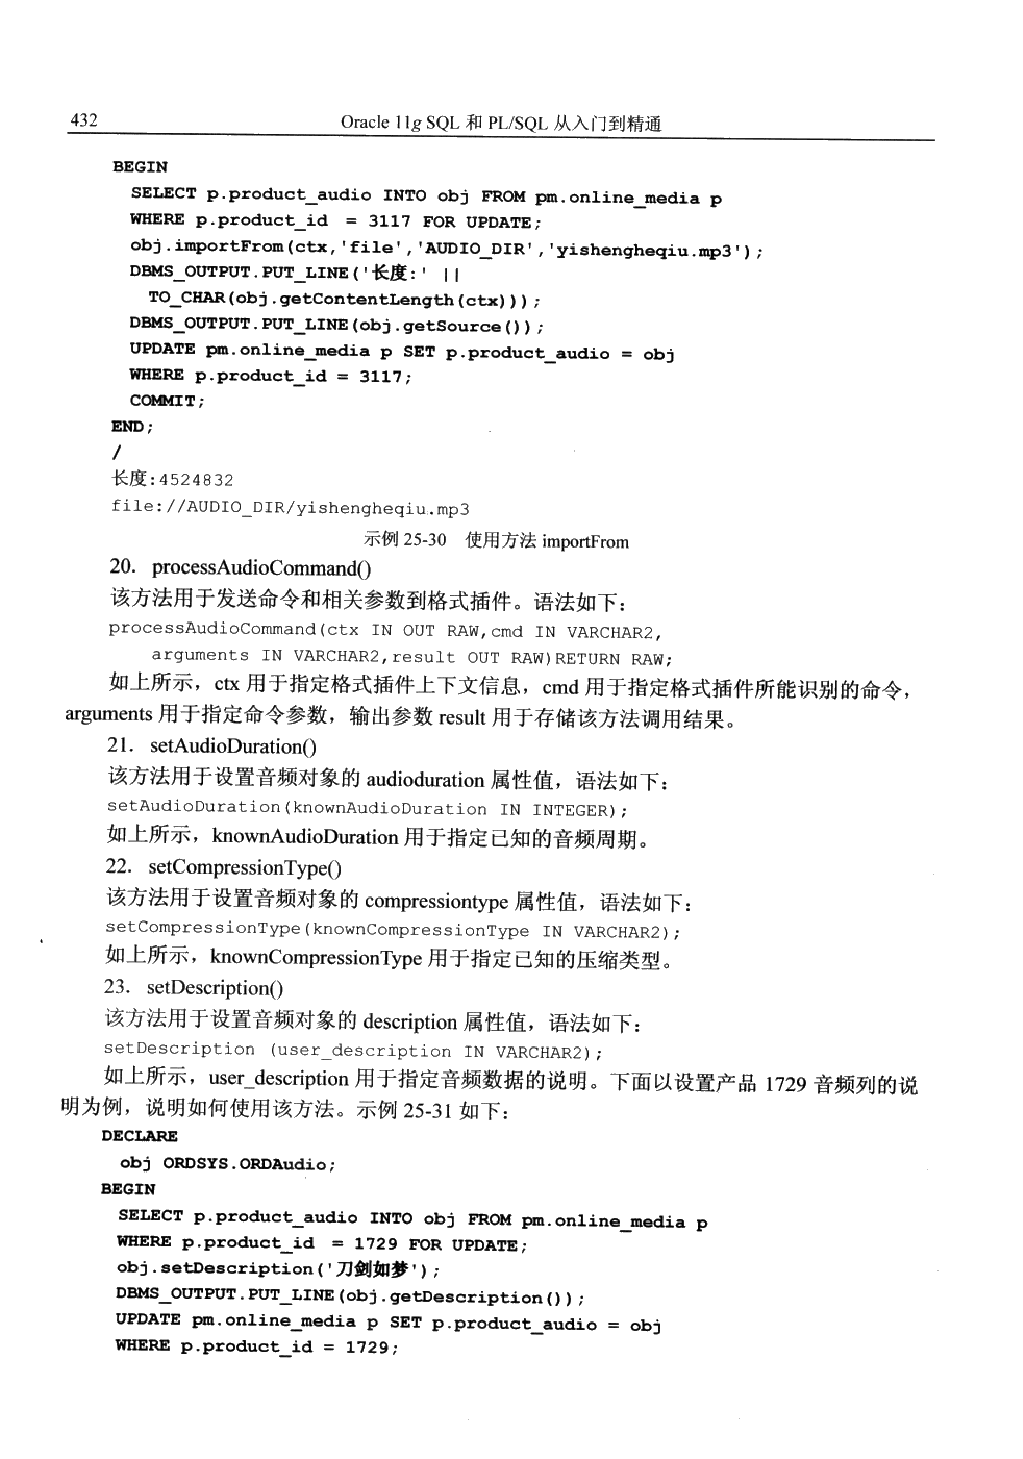 432
Oracle 11g SQL 和 PL/SQL 从入门到精通
BEGIN
SELECT p.product_audio INTO obj FROM pm.online_media p
WHERE p.product_id = 3117 FOR UPDATE;
obj.importFrom(ctx,'file','AUDIO_DIR','yishengheqiu.mp3');
DBMS_OUTPUT.PUT_LINE('长度:' ||
TO_CHAR(obj.getContentLength(ctx)));
DBMS_OUTPUT.PUT_LINE(obj.getSource());
UPDATE pm.online_media p SET p.product_audio = obj
WHERE p.product_id = 3117;
COMMIT;
END;
/
长度:4524832
file://AUDIO_DIR/yishengheqiu.mp3
示例 25-30 使用方法 importFrom
20．processAudioCommand()
该方法用于发送命令和相关参数到格式插件。语法如下：
processAudioCommand(ctx IN OUT RAW,cmd IN VARCHAR2,
arguments IN VARCHAR2,result OUT RAW)RETURN RAW;
如上所示，ctx 用于指定格式插件上下文信息，cmd 用于指定格式插件所能识别的命令，
arguments 用于指定命令参数，输出参数 result 用于存储该方法调用结果。
21．setAudioDuration()
该方法用于设置音频对象的 audioduration 属性值，语法如下：
setAudioDuration(knownAudioDuration IN INTEGER);
如上所示，knownAudioDuration 用于指定已知的音频周期。
22．setCompressionType()
该方法用于设置音频对象的 compressiontype 属性值，语法如下：
setCompressionType(knownCompressionType IN VARCHAR2);
如上所示，knownCompressionType 用于指定已知的压缩类型。
23．setDescription()
该方法用于设置音频对象的 description 属性值，语法如下：
setDescription (user_description IN VARCHAR2);
如上所示，user_description 用于指定音频数据的说明。下面以设置产品 1729 音频列的说
明为例，说明如何使用该方法。示例 25-31 如下：
DECLARE
obj ORDSYS.ORDAudio;
BEGIN
SELECT p.product_audio INTO obj FROM pm.online_media p
WHERE p.product_id = 1729 FOR UPDATE;
obj.setDescription('刀剑如梦');
DBMS_OUTPUT.PUT_LINE(obj.getDescription());
UPDATE pm.online_media p SET p.product_audio = obj
WHERE p.product_id = 1729;